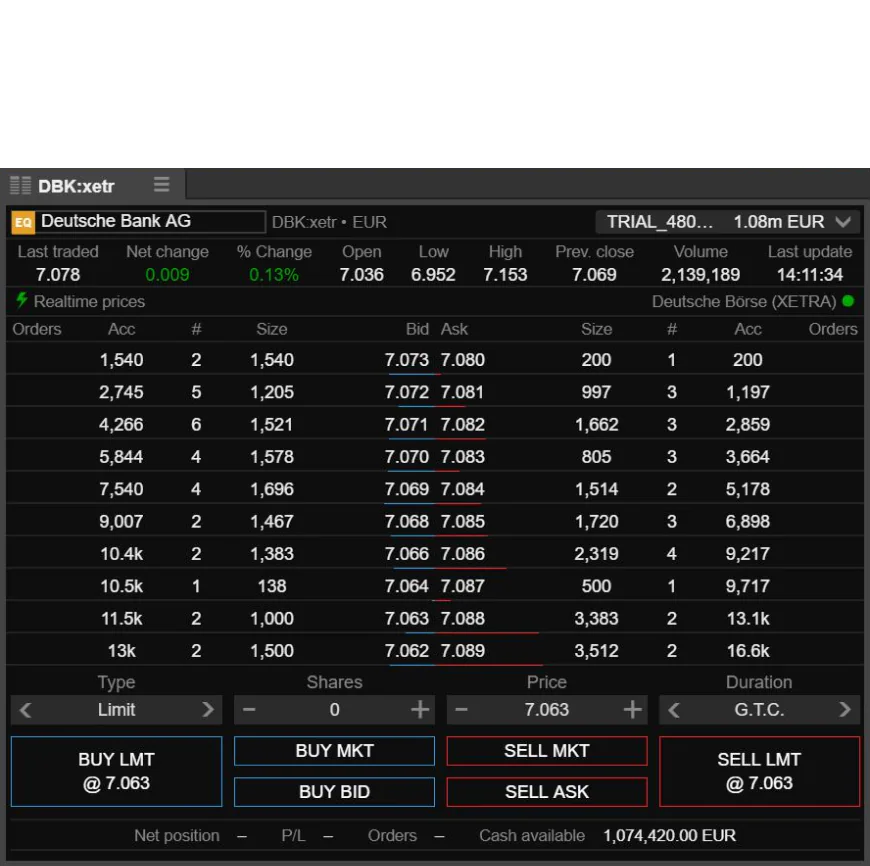 DBK:xetr
EQ Deutsche Bank AG DBK:xetr • EUR TRIAL_480... 1.08m EUR
Last traded Net change % Change Open Low High Prev. close Volume Last update
7.078 0.009 0.13% 7.036 6.952 7.153 7.069 2,139,189 14:11:34
Realtime prices Deutsche Börse (XETRA)
Orders Acc # Size Bid Ask Size # Acc Orders
1,540 2 1,540 7.073 7.080 200 1 200
2,745 5 1,205 7.072 7.081 997 3 1,197
4,266 6 1,521 7.071 7.082 1,662 3 2,859
5,844 4 1,578 7.070 7.083 805 3 3,664
7,540 4 1,696 7.069 7.084 1,514 2 5,178
9,007 2 1,467 7.068 7.085 1,720 3 6,898
10.4k 2 1,383 7.066 7.086 2,319 4 9,217
10.5k 1 138 7.064 7.087 500 1 9,717
11.5k 2 1,000 7.063 7.088 3,383 2 13.1k
13k 2 1,500 7.062 7.089 3,512 2 16.6k
Type Shares Price Duration
Limit − 0 + − 7.063 + G.T.C.
BUY LMT
@ 7.063
BUY MKT
BUY BID
SELL MKT
SELL ASK
SELL LMT
@ 7.063
Net position – P/L – Orders – Cash available 1,074,420.00 EUR